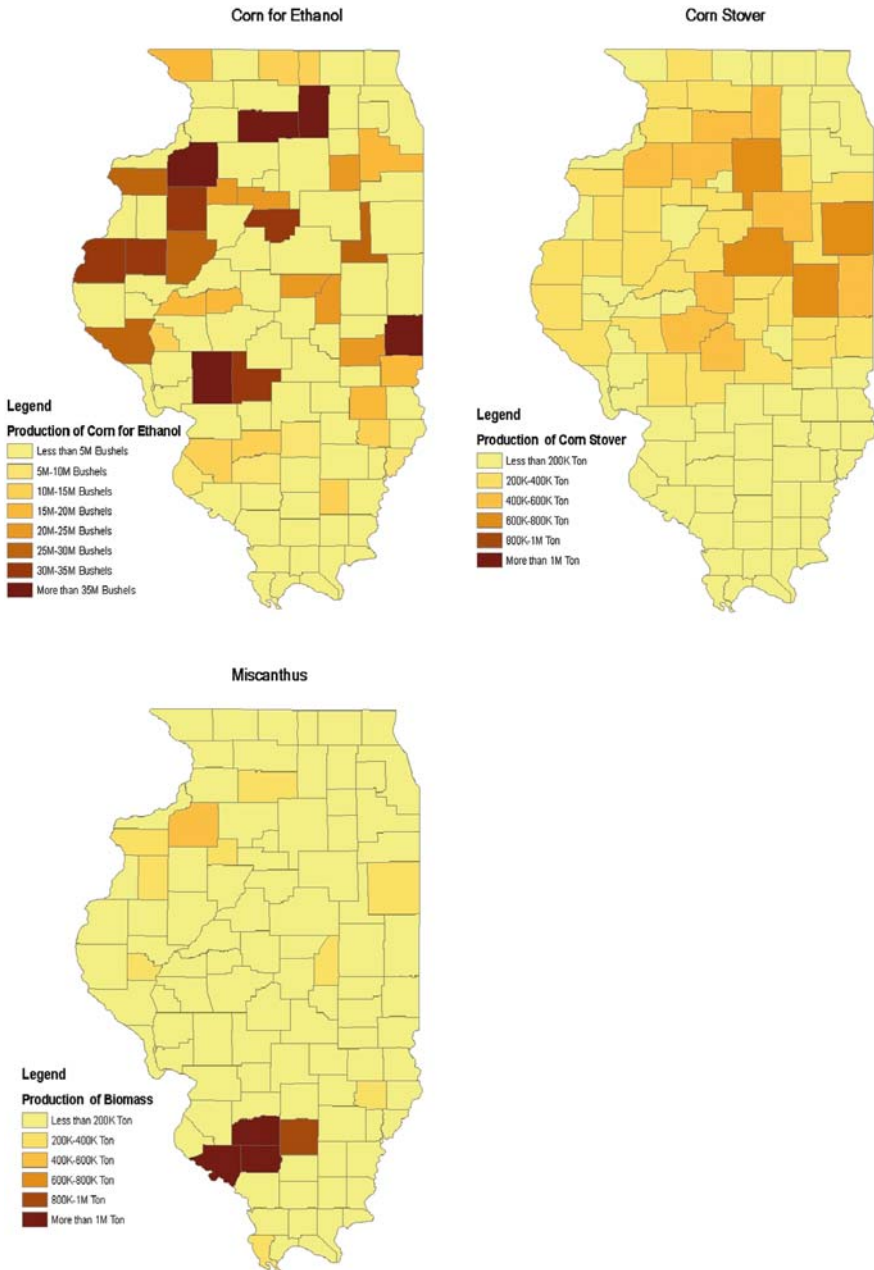 Corn for Ethanol
Legend
Production of Corn for Ethanol
Less than 5M Bushels
5M-10M Bushels
10M-15M Bushels
15M-20M Bushels
20M-25M Bushels
25M-30M Bushels
30M-35M Bushels
More than 35M Bushels
Corn Stover
Legend
Production of Corn Stover
Less than 200K Ton
200K-400K Ton
400K-600K Ton
600K-800K Ton
800K-1M Ton
More than 1M Ton
Miscanthus
Legend
Production of Biomass
Less than 200K Ton
200K-400K Ton
400K-600K Ton
600K-800K Ton
800K-1M Ton
More than 1M Ton